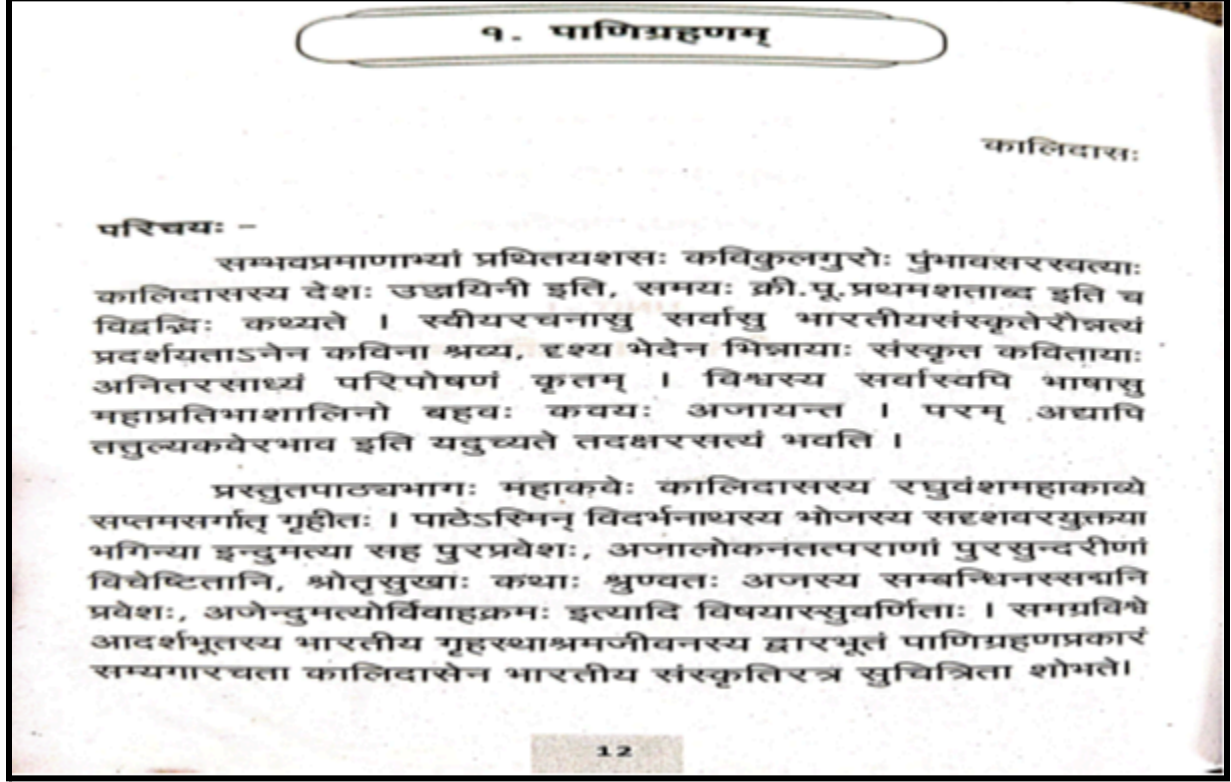 १. पाणिग्रहणम्
कालिदासः
परिचयः –
सम्भवप्रमाणाभ्यां प्रथितयशसः कविकुलगुरोः पुंभावसरस्वत्याः
कालिदासस्य देशः उज्जयिनी इति, समयः क्री.पू.प्रथमशताब्द इति च
विद्वद्भिः कथ्यते । स्वीयरचनासु सर्वासु भारतीयसंस्कृतेरौन्नत्यं
प्रदर्शयताऽनेन कविना श्रव्य, दृश्य भेदेन भिन्नायाः संस्कृत कवितायाः
अनितरसाध्यं परिपोषणं कृतम् । विश्वस्य सर्वास्वपि भाषासु
महाप्रतिभाशालिनो बहवः कवयः अजायन्त । परम् अद्यापि
तत्तुल्यकवेरभाव इति यदुच्यते तदक्षरसत्यं भवति ।
प्रस्तुतपाठ्यभागः महाकवेः कालिदासस्य रघुवंशमहाकाव्ये
सप्तमसर्गात् गृहीतः । पाठेऽस्मिन् विदर्भनाथस्य भोजस्य सदृशवरयुक्तया
भगिन्या इन्दुमत्या सह पुरप्रवेशः, अजालोकनतत्पराणां पुरसुन्दरीणां
विचेष्टितानि, श्रोतृसुखाः कथाः श्रुण्वतः अजस्य सम्बन्धिनस्सद्मनि
प्रवेशः, अजेन्दुमत्योर्विवाहक्रमः इत्यादि विषयास्सुवर्णिताः । समग्रविश्वे
आदर्शभूतस्य भारतीय गृहस्थाश्रमजीवनस्य द्वारभूतं पाणिग्रहणप्रकारं
सम्यगारचता कालिदासेन भारतीय संस्कृतिरत्र सुचित्रिता शोभते।
12